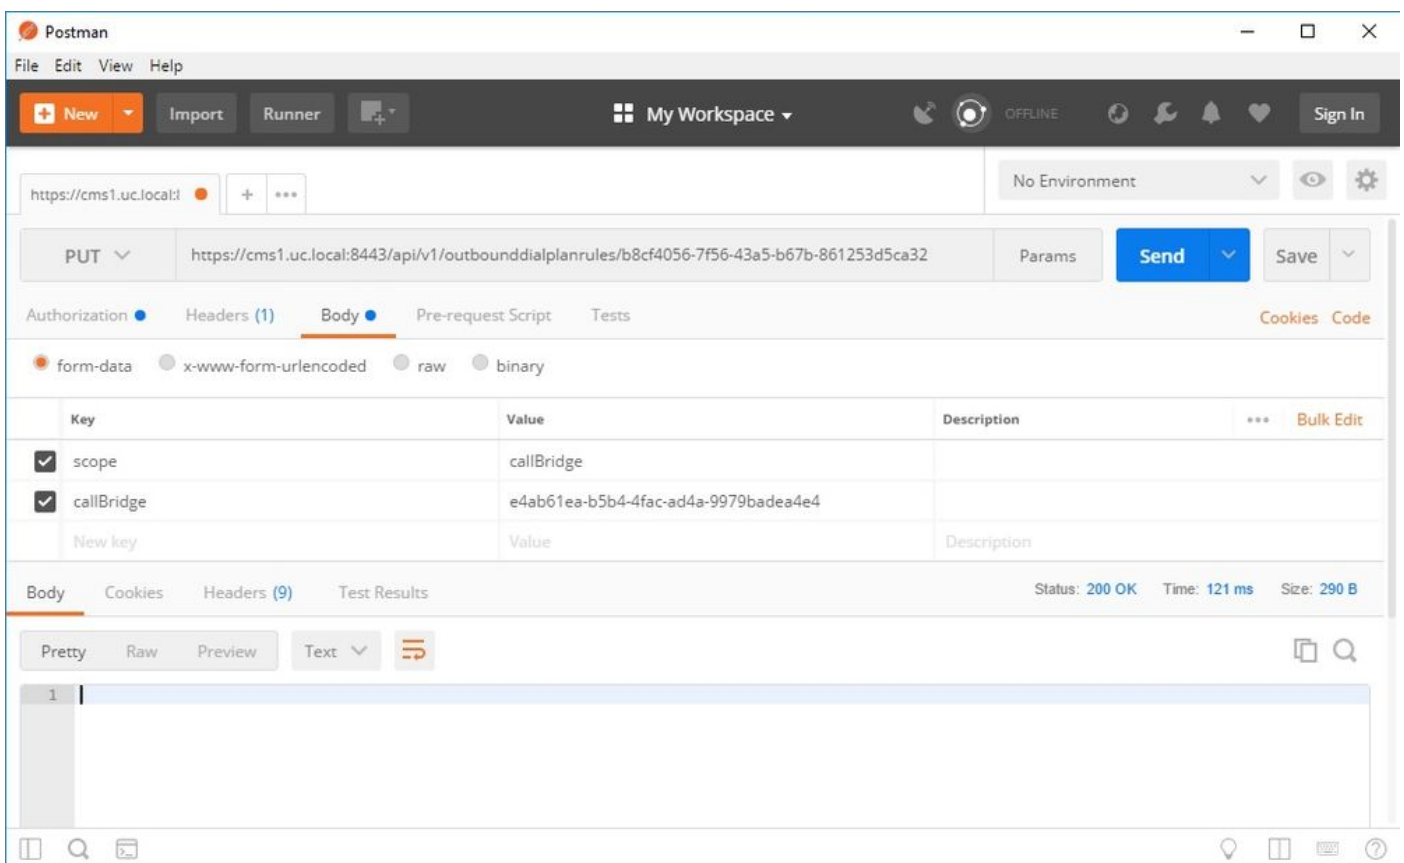 Postman
File Edit View Help
New Import Runner My Workspace OFFLINE Sign In
https://cms1.uc.local:8 + ••• No Environment
PUT https://cms1.uc.local:8443/api/v1/outbounddialplanrules/b8cf4056-7f56-43a5-b67b-861253d5ca32 Params Send Save
Authorization Headers (1) Body Pre-request Script Tests Cookies Code
form-data x-www-form-urlencoded raw binary
Key Value Description ••• Bulk Edit
scope callBridge
callBridge e4ab61ea-b5b4-4fac-ad4a-9979badea4e4
New key Value Description
Body Cookies Headers (9) Test Results Status: 200 OK Time: 121 ms Size: 290 B
Pretty Raw Preview Text
1